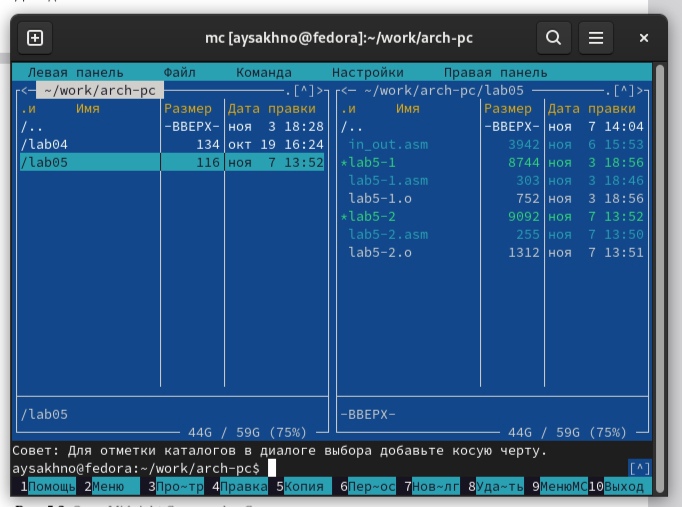 mc [aysakhno@fedora]:~/work/arch-pc
Левая панель Файл Команда Настройки Правая панель
<─ ~/work/arch-pc .[^]> <─ ~/work/arch-pc/lab05 .[^]>
.и Имя Размер Дата правки .и Имя Размер Дата правки
/.. -ВВЕРХ- ноя 3 18:28 /.. -ВВЕРХ- ноя 7 14:04
/lab04 134 окт 19 16:24 in_out.asm 3942 ноя 6 15:53
/lab05 116 ноя 7 13:52 *lab5-1 8744 ноя 3 18:56
lab5-1.asm 303 ноя 3 18:46
lab5-1.o 752 ноя 3 18:56
*lab5-2 9092 ноя 7 13:52
lab5-2.asm 255 ноя 7 13:50
lab5-2.o 1312 ноя 7 13:51
/lab05 -ВВЕРХ-
44G / 59G (75%) 44G / 59G (75%)
Совет: Для отметки каталогов в диалоге выбора добавьте косую черту.
aysakhno@fedora:~/work/arch-pc$ [^]
1Помощь 2Меню 3Про~тр 4Правка 5Копия 6Пер~ос 7Нов~лг 8Уда~ть 9МенюMC 10Выход